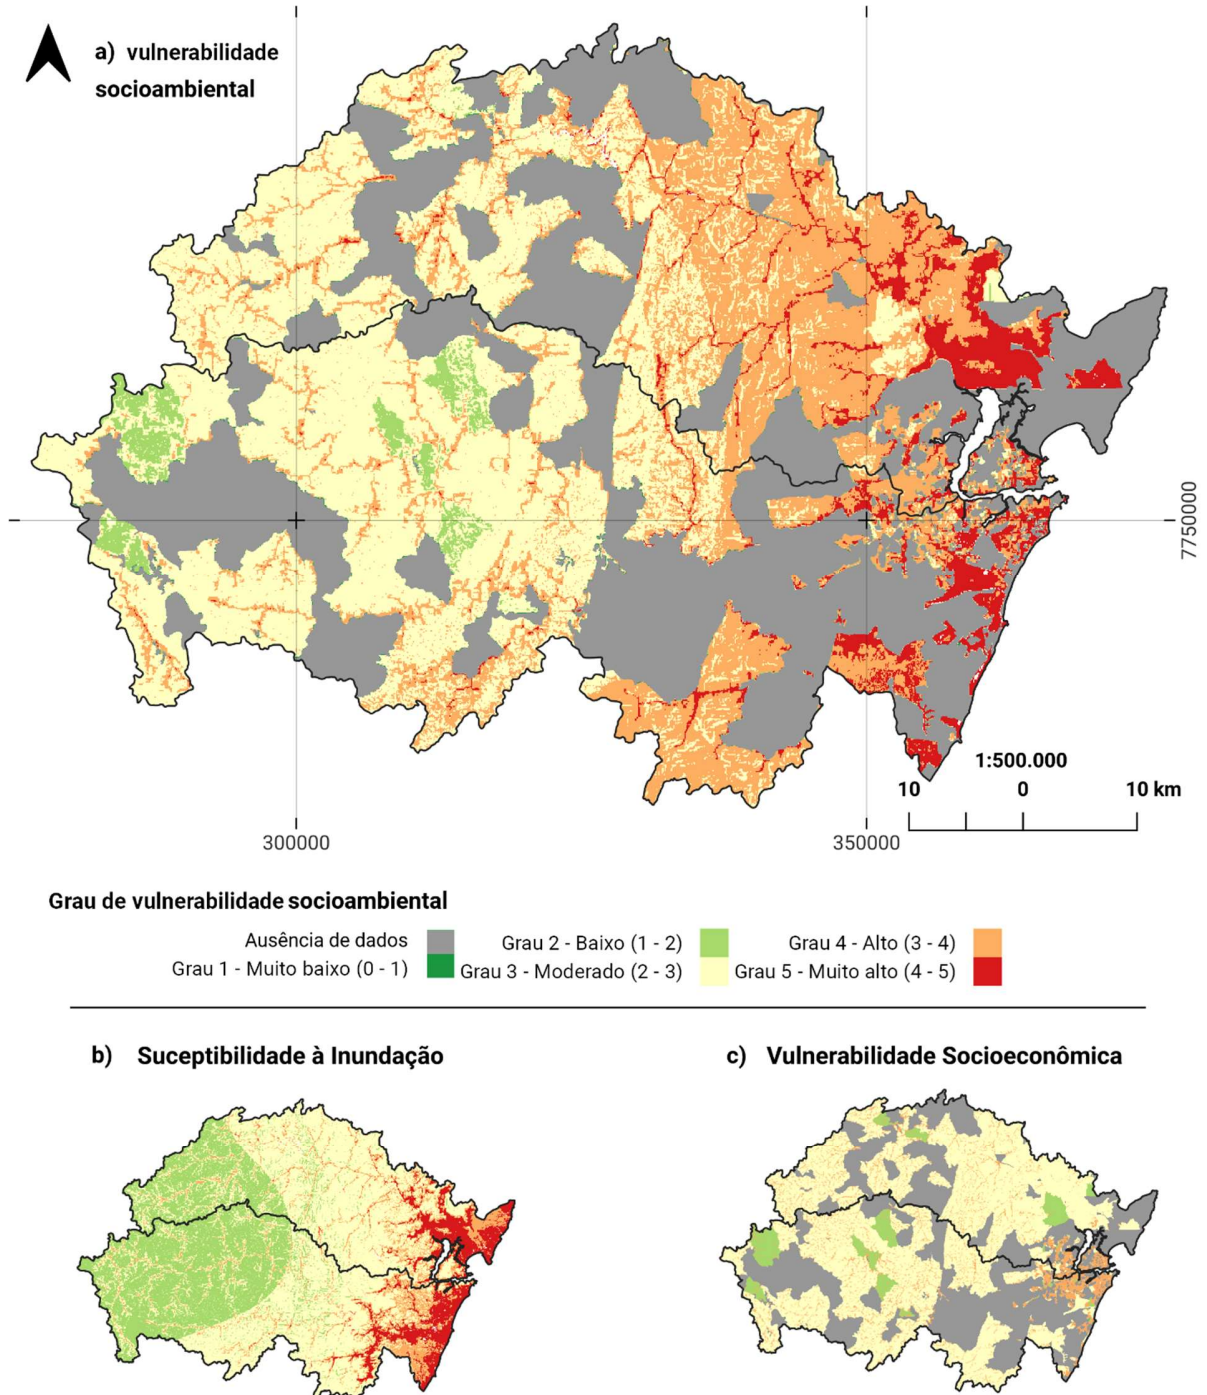 a) vulnerabilidade
socioambiental
7750000
1:500.000
10 0 10 km
300000 350000
Grau de vulnerabilidade socioambiental
Ausência de dados Grau 2 - Baixo (1 - 2) Grau 4 - Alto (3 - 4)
Grau 1 - Muito baixo (0 - 1) Grau 3 - Moderado (2 - 3) Grau 5 - Muito alto (4 - 5)
b) Suceptibilidade à Inundação c) Vulnerabilidade Socioeconômica